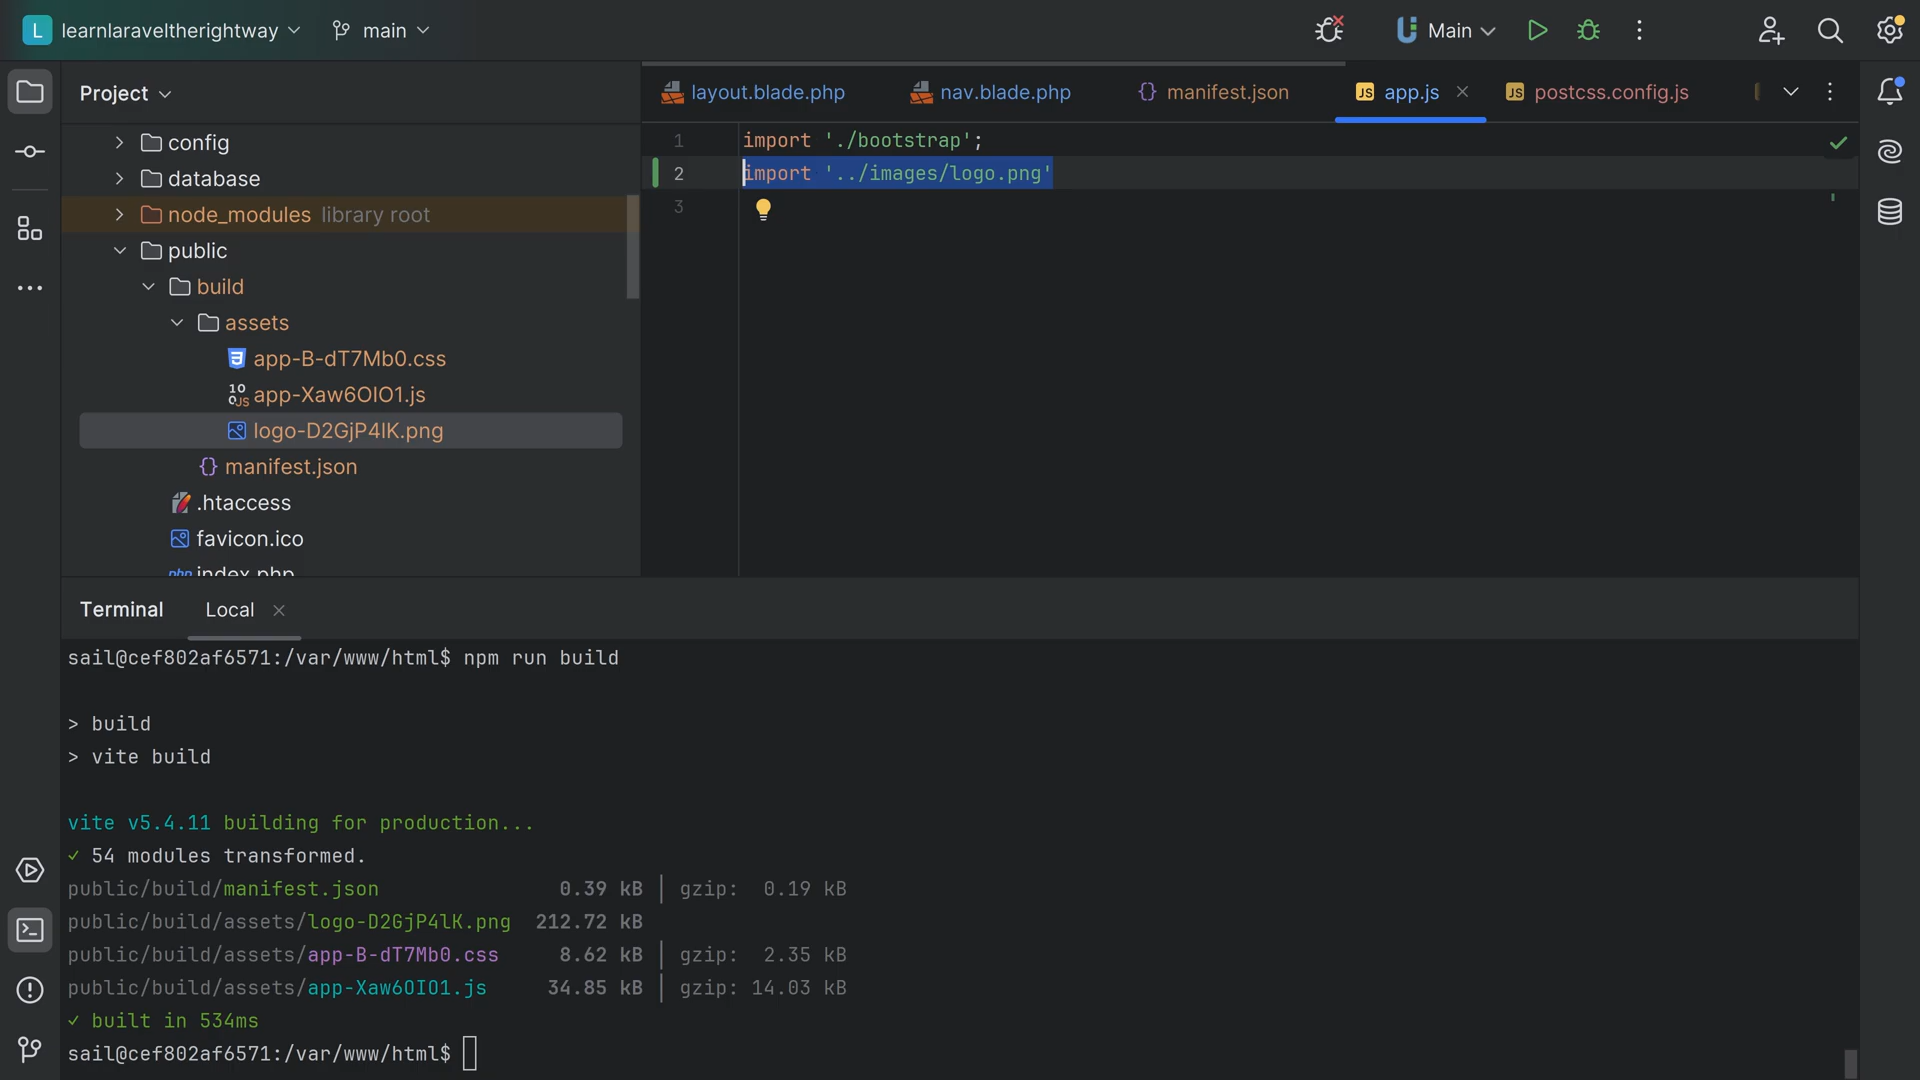 L learnlaraveltherightway main Main
Project
config
database
node_modules library root
public
build
assets
app-B-dT7Mb0.css
app-Xaw6OIO1.js
logo-D2GjP4lK.png
manifest.json
.htaccess
favicon.ico
index.php
layout.blade.php nav.blade.php manifest.json app.js postcss.config.js
1 import './bootstrap';
2 import '../images/logo.png'
3
Terminal Local
sail@cef802af6571:/var/www/html$ npm run build
> build
> vite build
vite v5.4.11 building for production...
✓ 54 modules transformed.
public/build/manifest.json 0.39 kB │ gzip: 0.19 kB
public/build/assets/logo-D2GjP4lK.png 212.72 kB
public/build/assets/app-B-dT7Mb0.css 8.62 kB │ gzip: 2.35 kB
public/build/assets/app-Xaw6OIO1.js 34.85 kB │ gzip: 14.03 kB
✓ built in 534ms
sail@cef802af6571:/var/www/html$